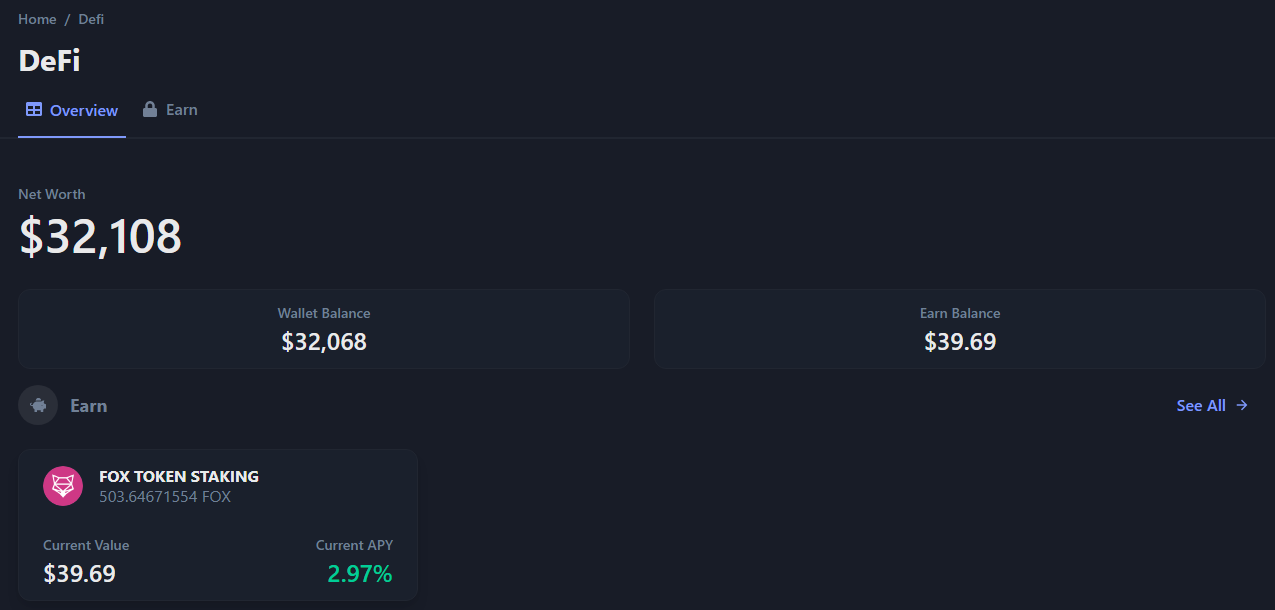 Home / Defi
DeFi
Overview Earn
Net Worth
$32,108
Wallet Balance
$32,068
Earn Balance
$39.69
Earn
See All →
FOX TOKEN STAKING
503.64671554 FOX
Current Value
$39.69
Current APY
2.97%